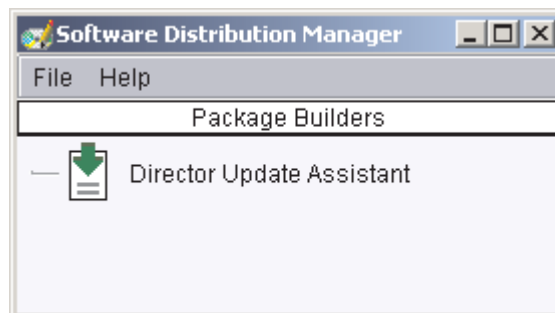 Software Distribution Manager
File Help
Package Builders
Director Update Assistant